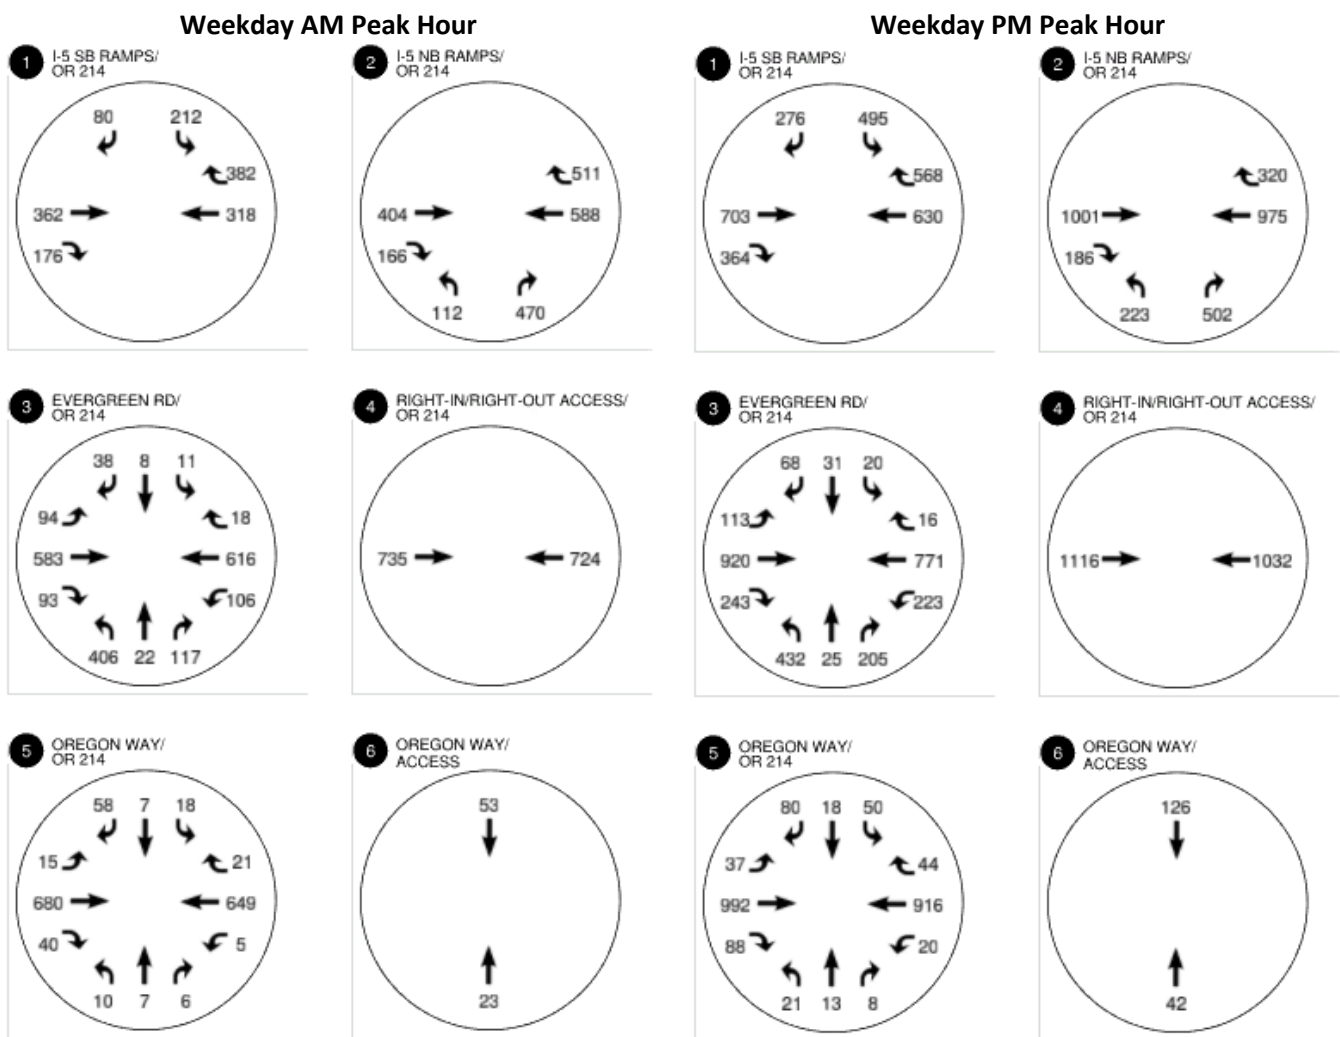 Weekday AM Peak Hour
Weekday PM Peak Hour
1 I-5 SB RAMPS/
OR 214
80 212
382
362 318
176
2 I-5 NB RAMPS/
OR 214
511
404 588
166
112 470
1 I-5 SB RAMPS/
OR 214
276 495
568
703 630
364
2 I-5 NB RAMPS/
OR 214
320
1001 975
186
223 502
3 EVERGREEN RD/
OR 214
38 8 11
94 18
583 616
93 106
406 22 117
4 RIGHT-IN/RIGHT-OUT ACCESS/
OR 214
735 724
3 EVERGREEN RD/
OR 214
68 31 20
113 16
920 771
243 223
432 25 205
4 RIGHT-IN/RIGHT-OUT ACCESS/
OR 214
1116 1032
5 OREGON WAY/
OR 214
58 7 18
15 21
680 649
40 5
10 7 6
6 OREGON WAY/
ACCESS
53
23
5 OREGON WAY/
OR 214
80 18 50
37 44
992 916
88 20
21 13 8
6 OREGON WAY/
ACCESS
126
42